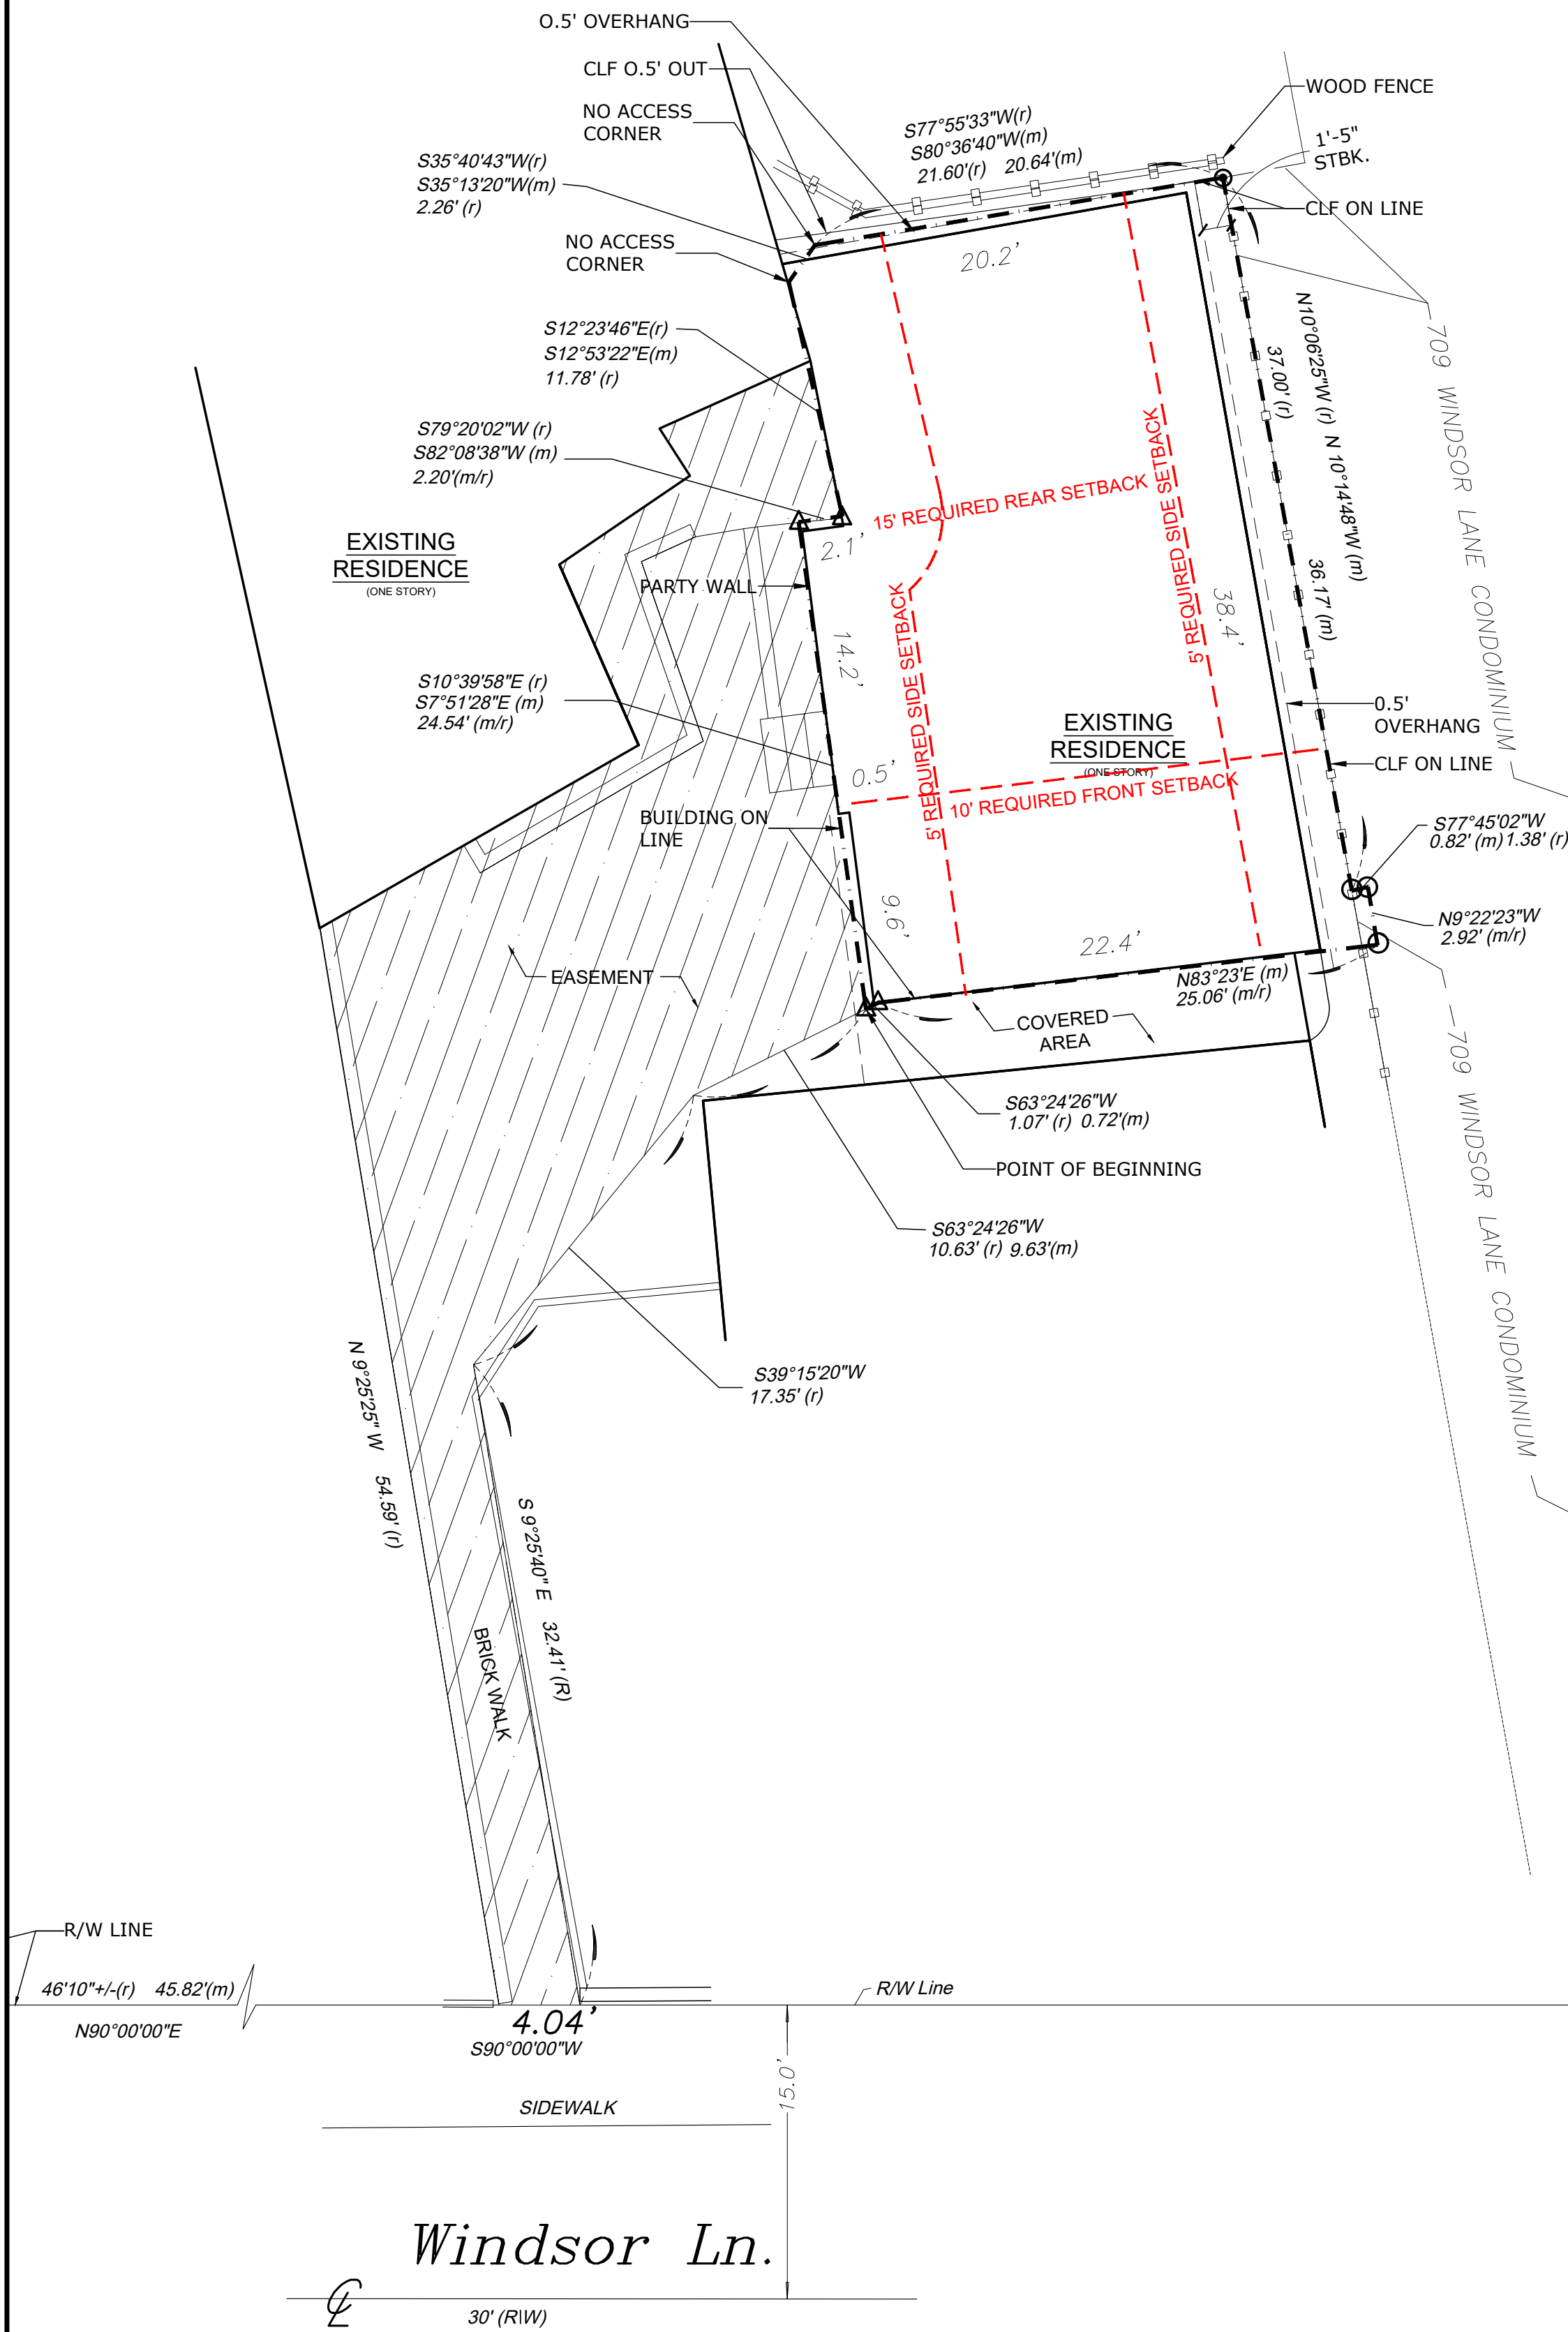 O.5' OVERHANG
CLF O.5' OUT
NO ACCESS
CORNER
WOOD FENCE
1'-5"
STBK.
S77°55'33"W(r)
S80°36'40"W(m)
21.60'(r) 20.64'(m)
S35°40'43"W(r)
S35°13'20"W(m)
2.26' (r)
CLF ON LINE
NO ACCESS
CORNER
20.2'
S12°23'46"E(r)
S12°53'22"E(m)
11.78' (r)
N10°06'25"W (r) N 10°14'48"W (m)
37.00' (r)
36.17' (m)
709 WINDSOR LANE CONDOMINIUM
S79°20'02"W (r)
S82°08'38"W (m)
2.20'(m/r)
15' REQUIRED REAR SETBACK
5' REQUIRED SIDE SETBACK
2.1'
EXISTING
RESIDENCE
(ONE STORY)
PARTY WALL
14.2'
38.4'
5' REQUIRED SIDE SETBACK
S10°39'58"E (r)
S7°51'28"E (m)
24.54' (m/r)
EXISTING
RESIDENCE
(ONE STORY)
0.5'
OVERHANG
CLF ON LINE
0.5'
10' REQUIRED FRONT SETBACK
BUILDING ON
LINE
S77°45'02"W
0.82' (m) 1.38' (r)
9.6'
22.4'
N9°22'23"W
2.92' (m/r)
EASEMENT
N83°23'E (m)
25.06' (m/r)
COVERED
AREA
709 WINDSOR LANE CONDOMINIUM
S63°24'26"W
1.07' (r) 0.72'(m)
POINT OF BEGINNING
S63°24'26"W
10.63' (r) 9.63'(m)
S39°15'20"W
17.35' (r)
N 9°25'25" W 54.59' (r)
S 9°25'40" E 32.41' (R)
BRICK WALK
R/W LINE
46'10"+/-(r) 45.82'(m)
R/W Line
N90°00'00"E
4.04'
S90°00'00"W
15.0'
SIDEWALK
Windsor Ln.
30' (R\W)